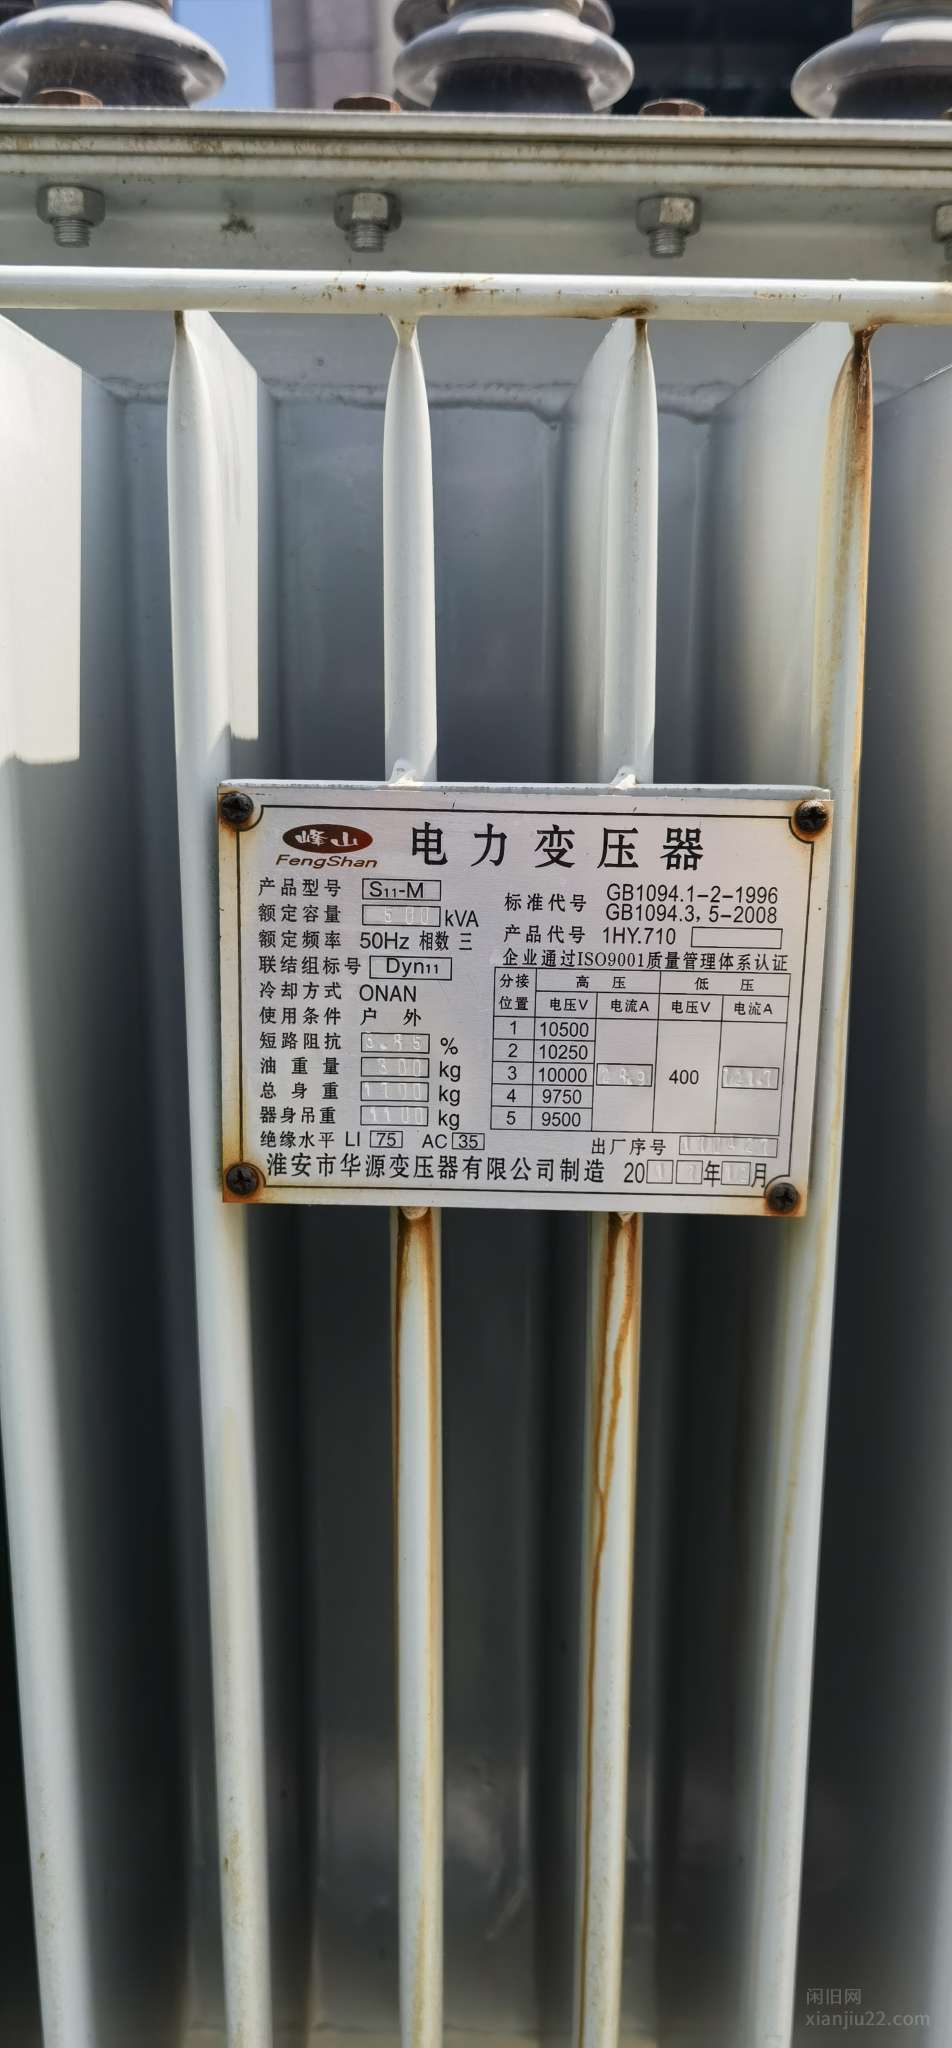 峰山
FengShan
电力变压器
产品型号 S11-M
额定容量 500 kVA
额定频率 50Hz 相数 三
联结组标号 Dyn11
冷却方式 ONAN
使用条件 户 外
短路阻抗 %
油重量 300 kg
总身重 kg
器身吊重 kg
绝缘水平 LI 75 AC 35
标准代号 GB1094.1-2-1996
GB1094.3, 5-2008
产品代号 1HY.710
企业通过ISO9001质量管理体系认证
分接位置 高压 低压
电压V 电流A 电压V 电流A
1 10500
2 10250
3 10000 28.9 400 721.7
4 9750
5 9500
出厂序号
淮安市华源变压器有限公司制造 20 年 月
闲旧网
xianjiu22.com